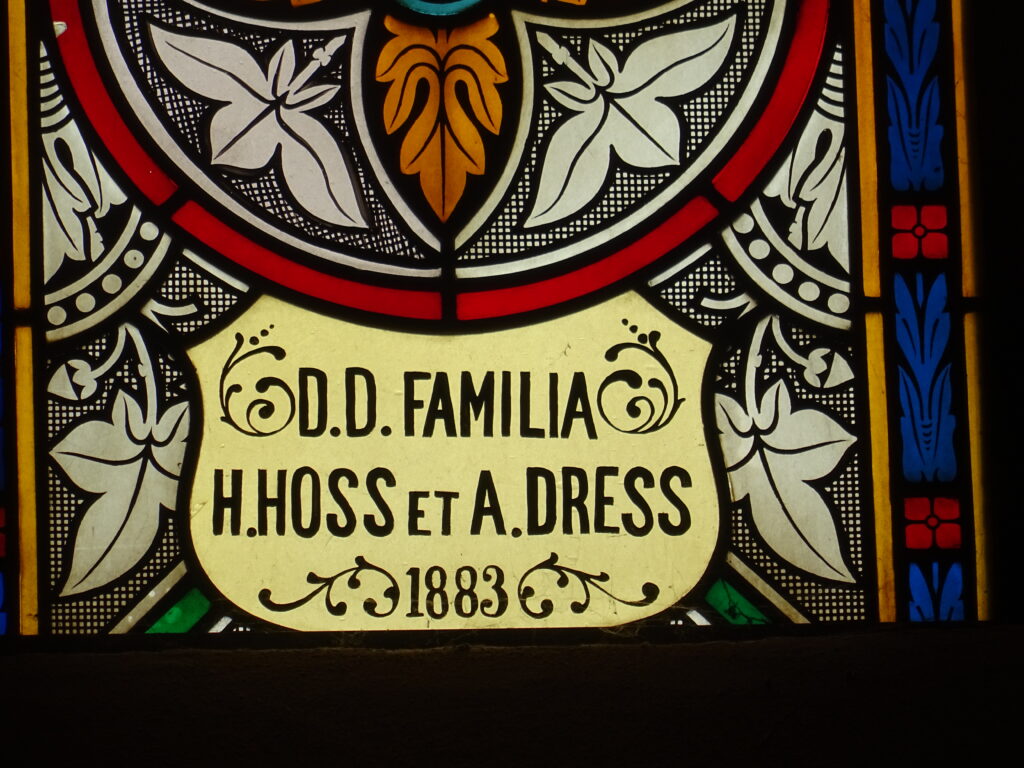 D.D. FAMILIA
H.HOSS ET A.DRESS
1883